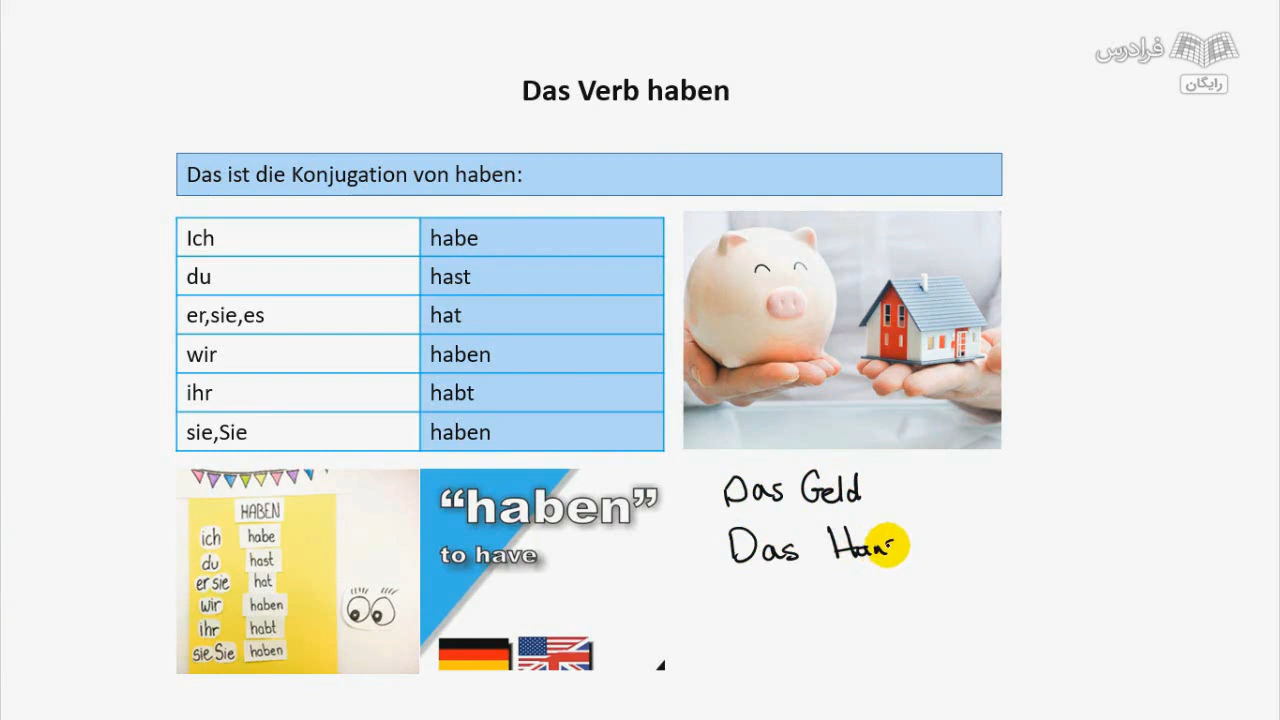 فرادرس
رایگان
Das Verb haben
Das ist die Konjugation von haben:
Ich habe
du hast
er,sie,es hat
wir haben
ihr habt
sie,Sie haben
HABEN
ich habe
du hast
er sie hat
wir haben
ihr habt
sie Sie haben
“haben”
to have
Das Geld
Das